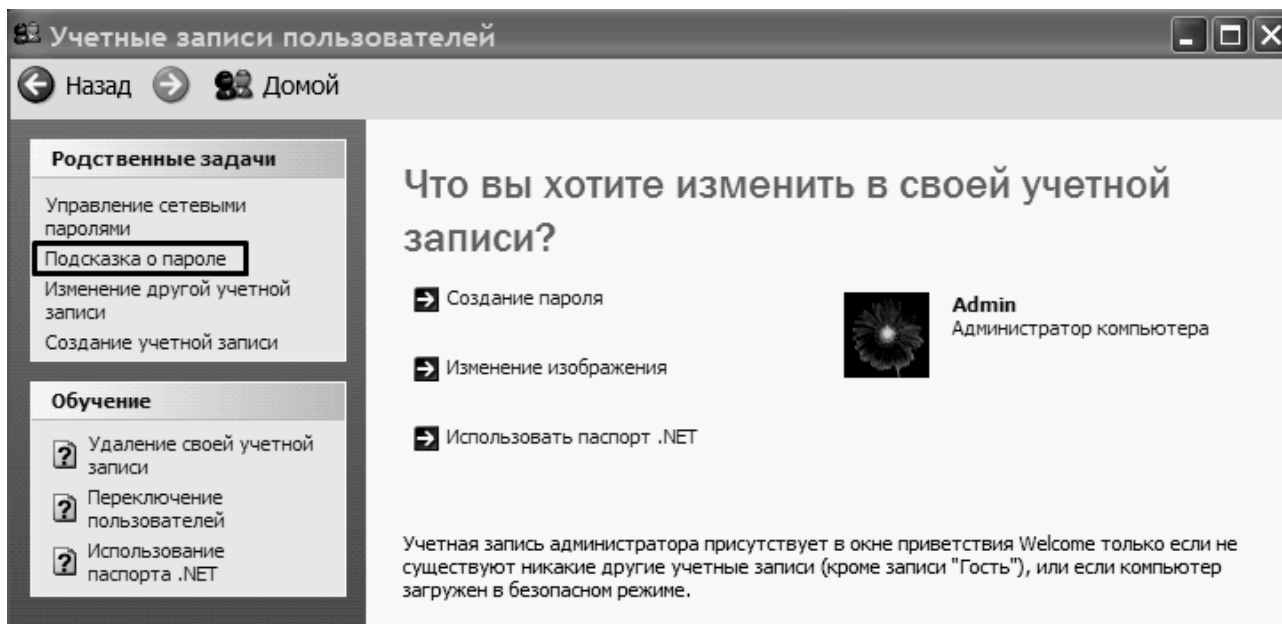 Учетные записи пользователей
Назад Домой
Родственные задачи
Управление сетевыми
паролями
Подсказка о пароле
Изменение другой учетной
записи
Создание учетной записи
Обучение
Удаление своей учетной
записи
Переключение
пользователей
Использование
паспорта .NET
Что вы хотите изменить в своей учетной
записи?
Создание пароля
Изменение изображения
Использовать паспорт .NET
Admin
Администратор компьютера
Учетная запись администратора присутствует в окне приветствия Welcome только если не
существуют никакие другие учетные записи (кроме записи "Гость"), или если компьютер
загружен в безопасном режиме.